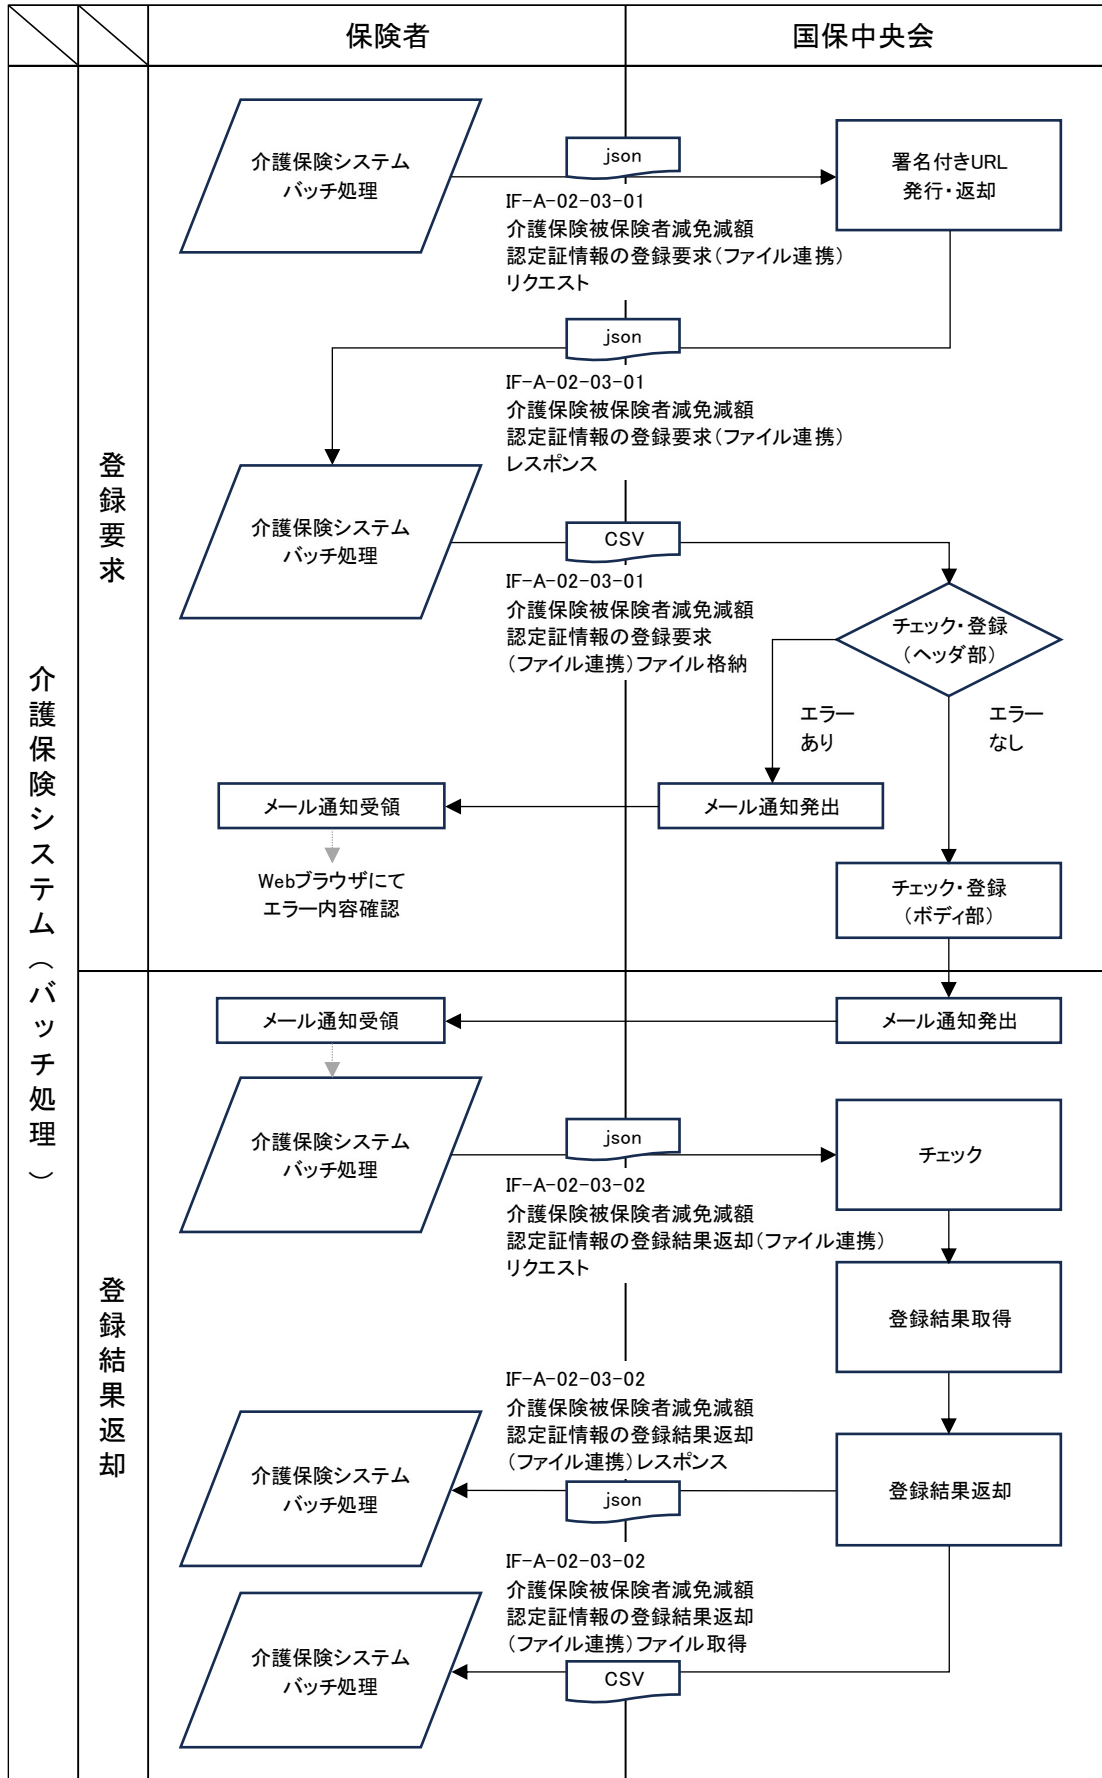 保険者
国保中央会
介護保険システム（バッチ処理）
登録要求
介護保険システム
バッチ処理
json
署名付きURL
発行・返却
IF-A-02-03-01
介護保険被保険者減免減額
認定証情報の登録要求（ファイル連携）
リクエスト
json
IF-A-02-03-01
介護保険被保険者減免減額
認定証情報の登録要求（ファイル連携）
レスポンス
介護保険システム
バッチ処理
CSV
IF-A-02-03-01
介護保険被保険者減免減額
認定証情報の登録要求
（ファイル連携）ファイル格納
チェック・登録
（ヘッダ部）
エラー
あり
エラー
なし
メール通知受領
メール通知発出
Webブラウザにて
エラー内容確認
チェック・登録
（ボディ部）
登録結果返却
メール通知受領
メール通知発出
介護保険システム
バッチ処理
json
チェック
IF-A-02-03-02
介護保険被保険者減免減額
認定証情報の登録結果返却（ファイル連携）
リクエスト
登録結果取得
IF-A-02-03-02
介護保険被保険者減免減額
認定証情報の登録結果返却
（ファイル連携）レスポンス
介護保険システム
バッチ処理
json
登録結果返却
IF-A-02-03-02
介護保険被保険者減免減額
認定証情報の登録結果返却
（ファイル連携）ファイル取得
介護保険システム
バッチ処理
CSV